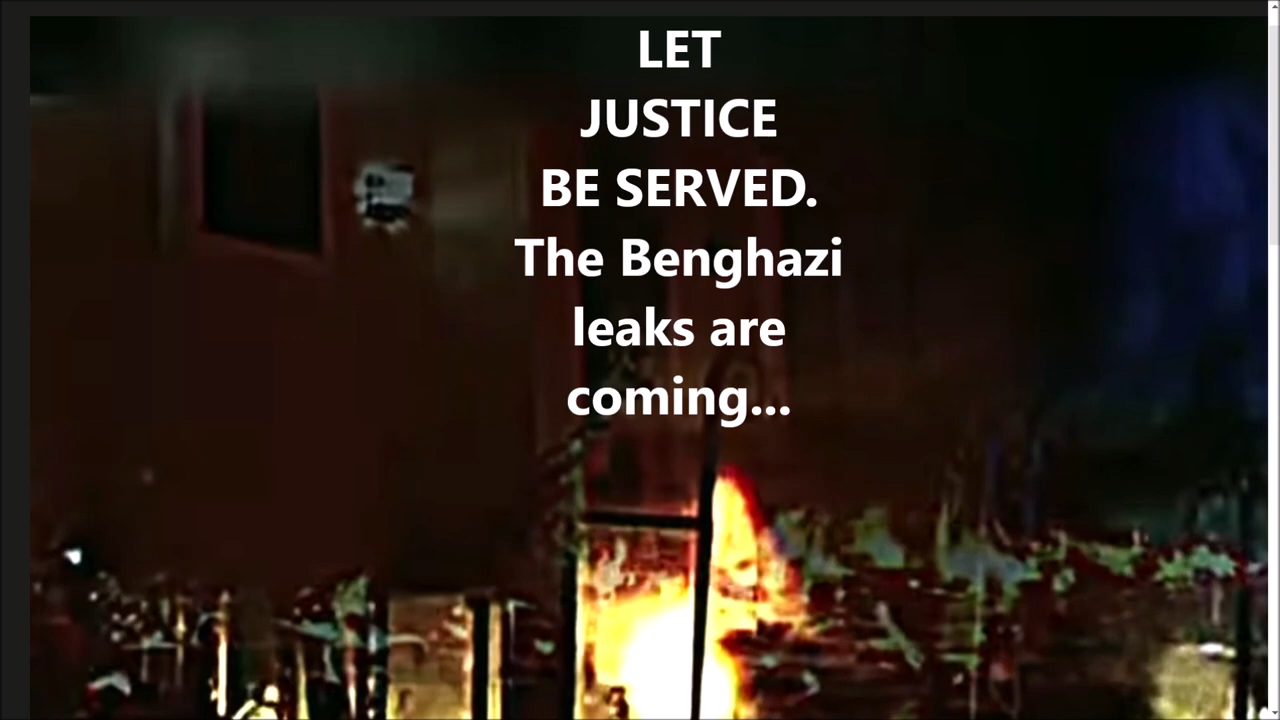 LET
JUSTICE
BE SERVED.
The Benghazi
leaks are
coming...